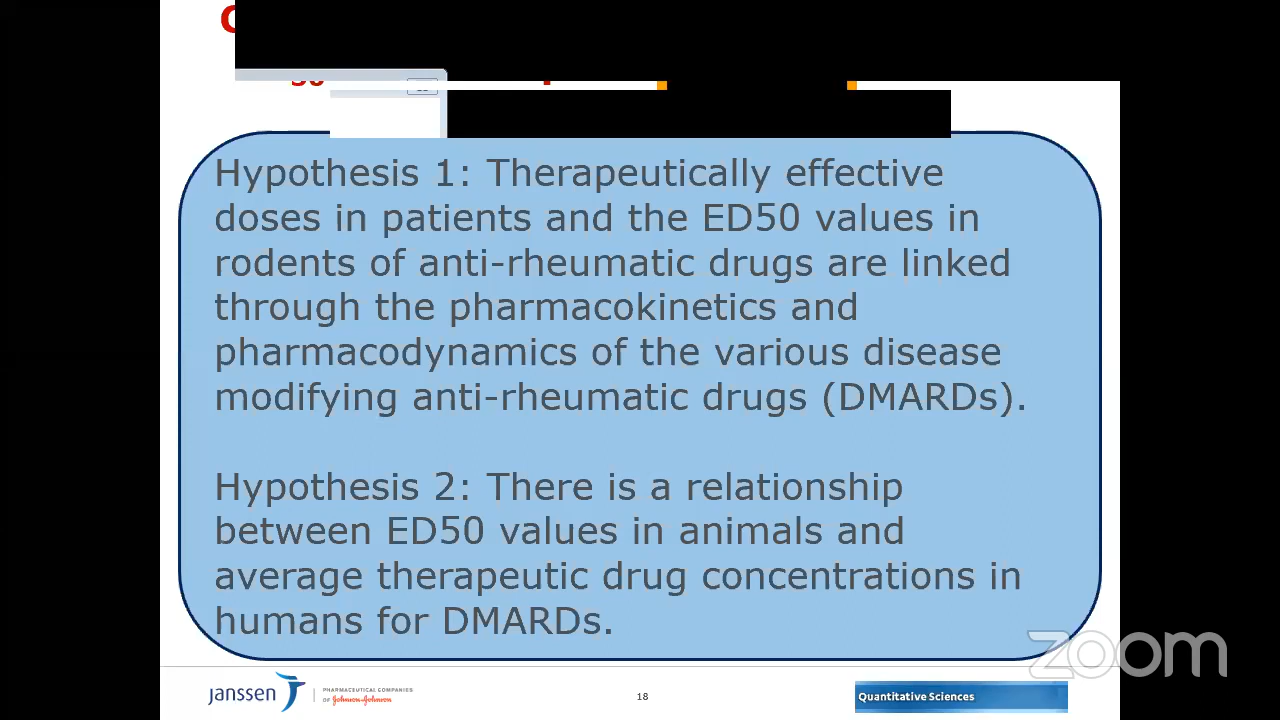 Hypothesis 1: Therapeutically effective
doses in patients and the ED50 values in
rodents of anti-rheumatic drugs are linked
through the pharmacokinetics and
pharmacodynamics of the various disease
modifying anti-rheumatic drugs (DMARDs).
Hypothesis 2: There is a relationship
between ED50 values in animals and
average therapeutic drug concentrations in
humans for DMARDs.
zoom
janssen
PHARMACEUTICAL COMPANIES
OF Johnson & Johnson
18
Quantitative Sciences